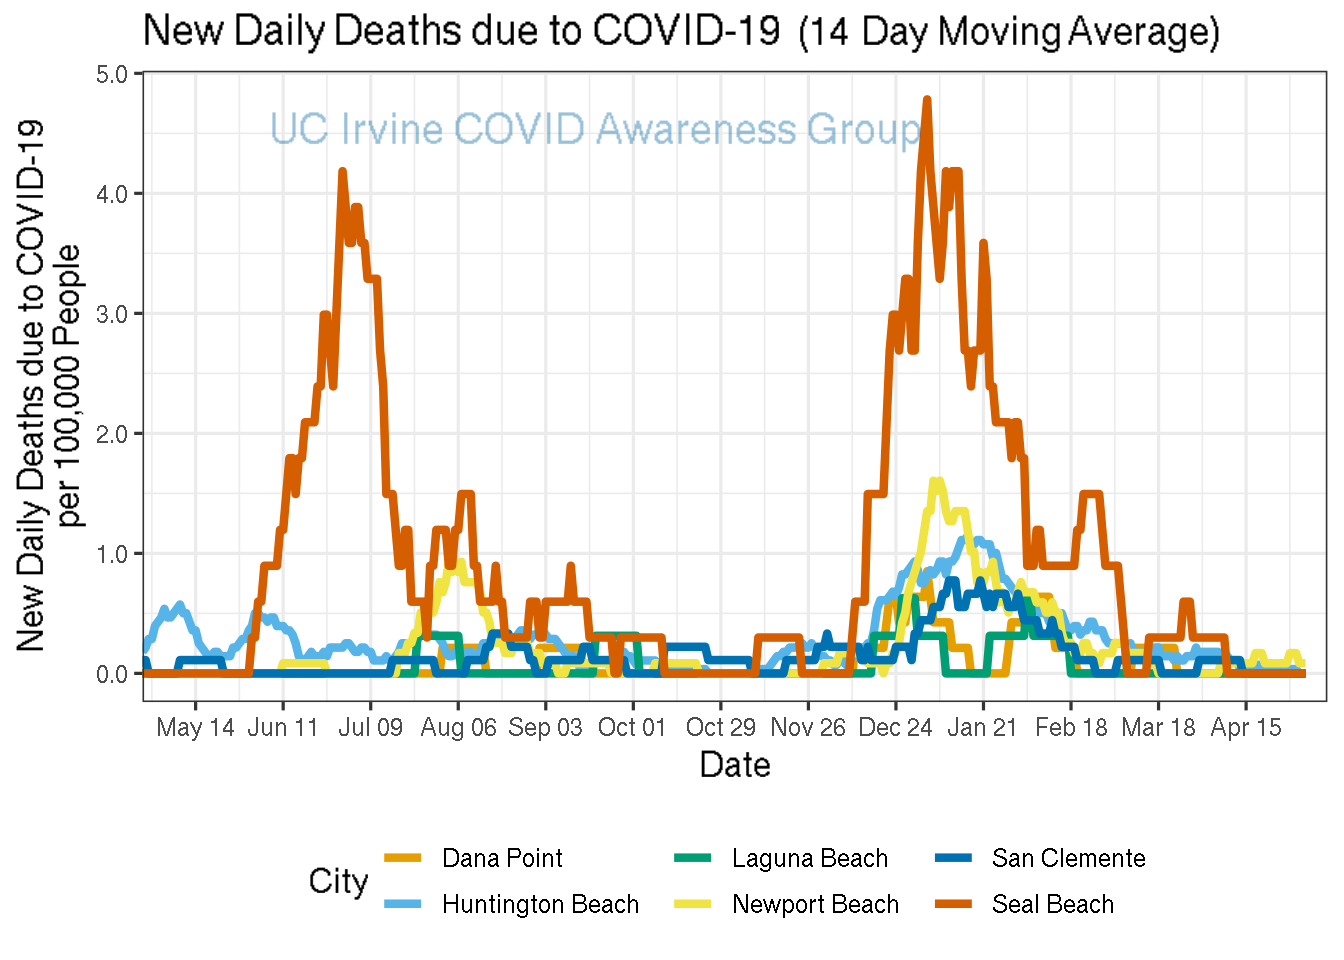 New Daily Deaths due to COVID-19 (14 Day Moving Average)
UC Irvine COVID Awareness Group
New Daily Deaths due to COVID-19
per 100,000 People
5.0
4.0
3.0
2.0
1.0
0.0
May 14 Jun 11 Jul 09 Aug 06 Sep 03 Oct 01 Oct 29 Nov 26 Dec 24 Jan 21 Feb 18 Mar 18 Apr 15
Date
City
Dana Point Laguna Beach San Clemente
Huntington Beach Newport Beach Seal Beach